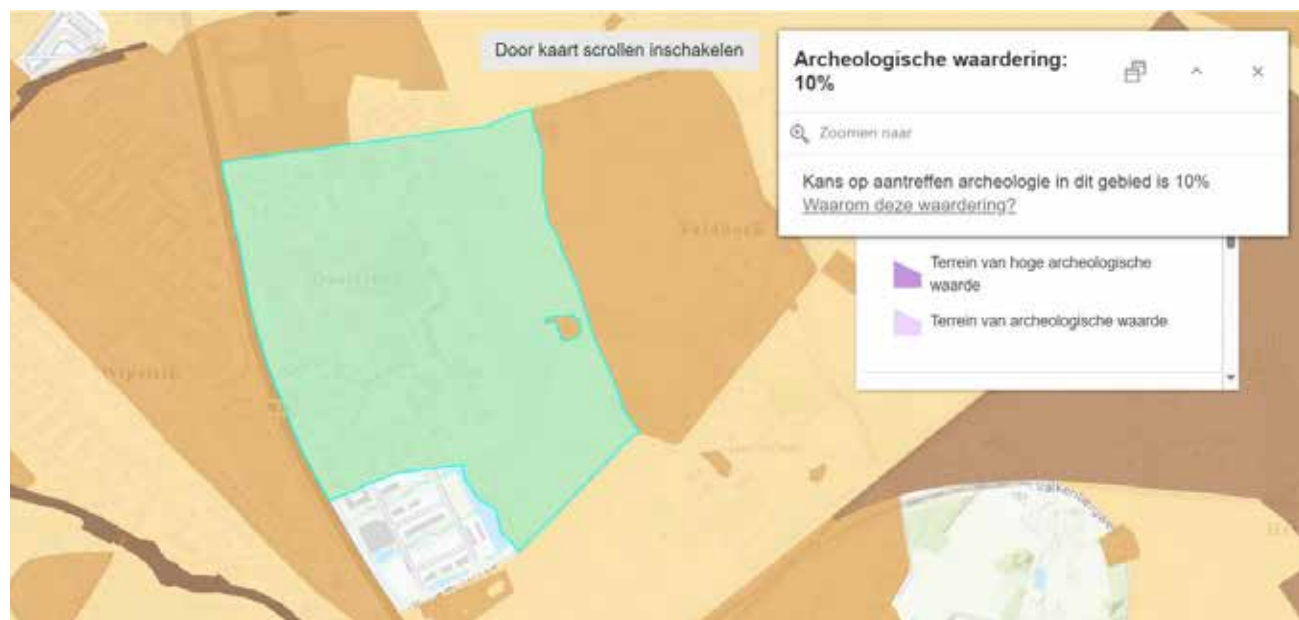 Door kaart scrollen inschakelen
Archeologische waardering:
10%
Zoomen naar
Kans op aantreffen archeologie in dit gebied is 10%
Waarom deze waardering?
Terrein van hoge archeologische
waarde
Terrein van archeologische waarde